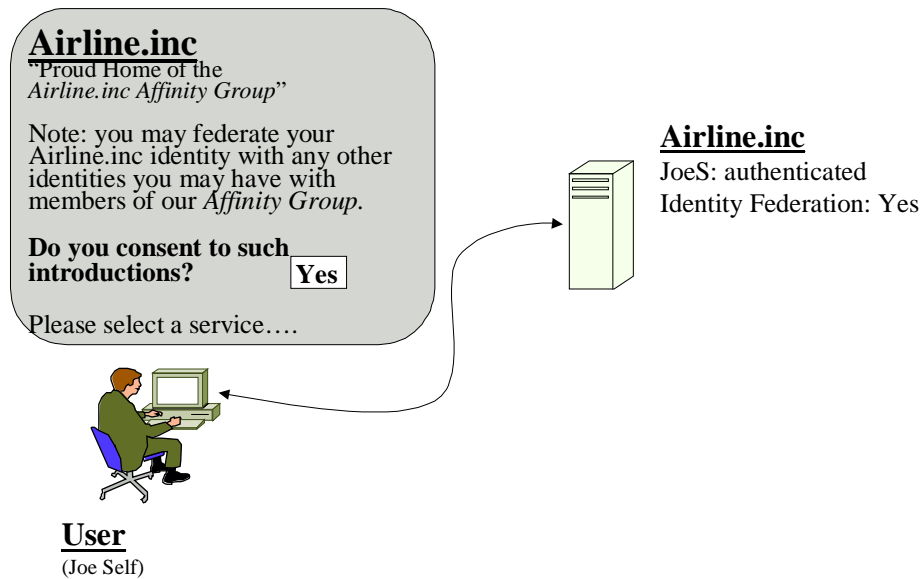 Airline.inc
“Proud Home of the
Airline.inc Affinity Group”
Note: you may federate your
Airline.inc identity with any other
identities you may have with
members of our Affinity Group.
Do you consent to such
introductions?
Yes
Please select a service….
Airline.inc
JoeS: authenticated
Identity Federation: Yes
User
(Joe Self)